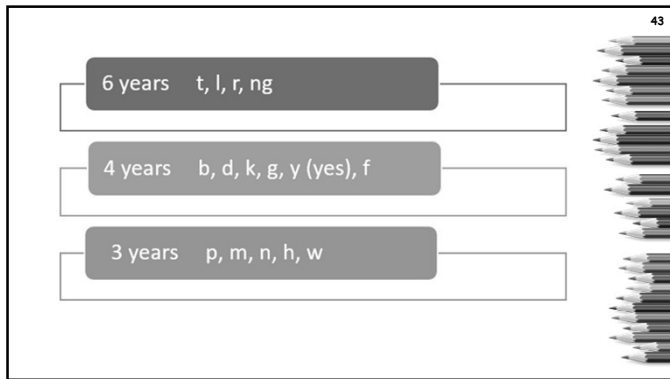 43
6 years t, l, r, ng
4 years b, d, k, g, y (yes), f
3 years p, m, n, h, w